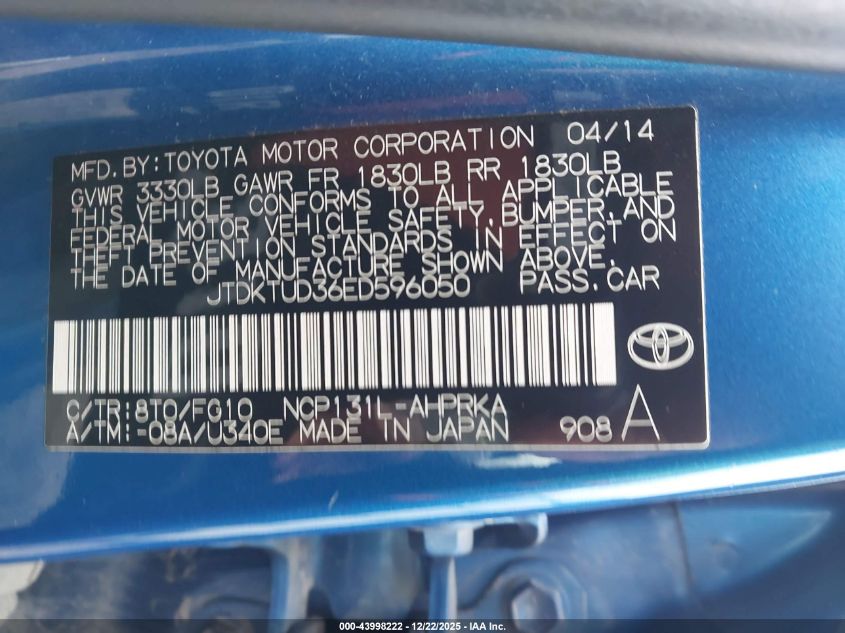 MFD.BY:TOYOTA MOTOR CORPORATION 04/14
GVWR 3330LB GAWR FR 1830LB RR 1830LB
THIS VEHICLE CONFORMS TO ALL APPLICABLE
FEDERAL MOTOR VEHICLE SAFETY,BUMPER,AND
THEFT PREVENTION STANDARDS IN EFFECT ON
THE DATE OF MANUFACTURE SHOWN ABOVE.
JTDKTUD36ED596050 PASS.CAR
C/TR:8T0/FG10 NCP131L-AHPRKA
A/TM:-08A/U340E MADE IN JAPAN 908 A
000-43998222 - 12/22/2025 - IAA Inc.